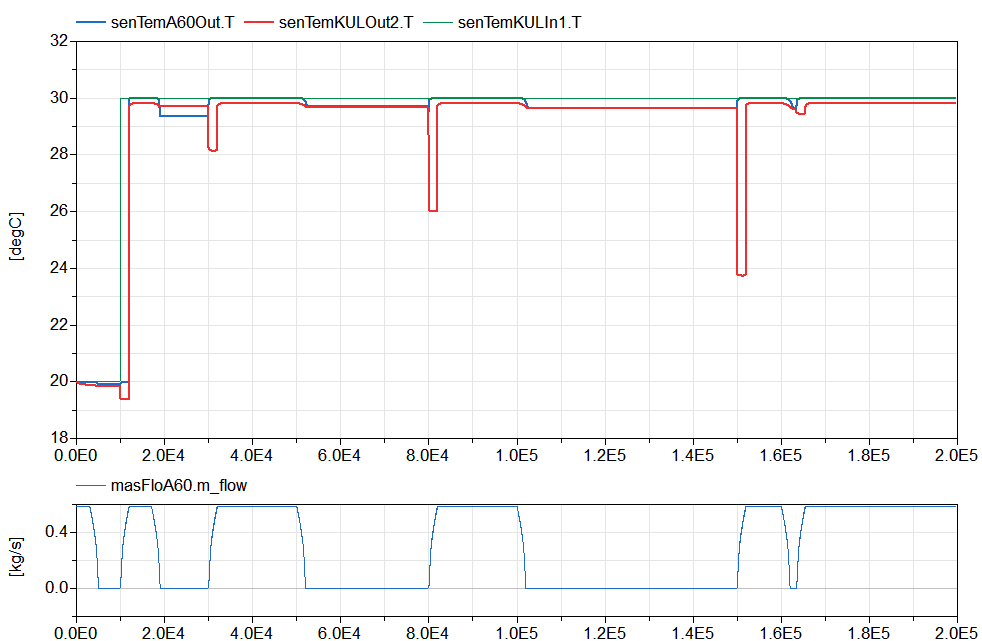 senTemA60Out.T senTemKULOut2.T senTemKULIn1.T
32
30
28
26
24
22
20
18
[degC]
0.0E0 2.0E4 4.0E4 6.0E4 8.0E4 1.0E5 1.2E5 1.4E5 1.6E5 1.8E5 2.0E5
masFloA60.m_flow
0.4
0.0
[kg/s]
0.0E0 2.0E4 4.0E4 6.0E4 8.0E4 1.0E5 1.2E5 1.4E5 1.6E5 1.8E5 2.0E5